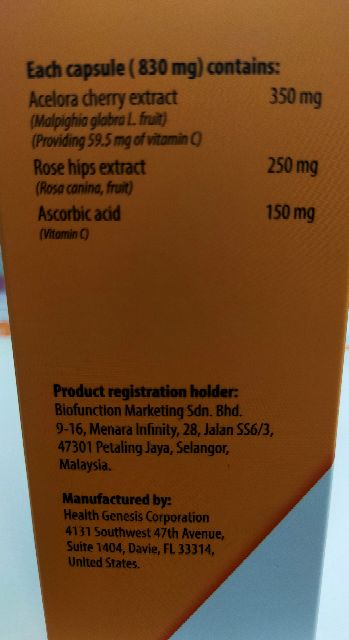 Each capsule ( 830 mg) contains:
Acelora cherry extract 350 mg
(Malpighia glabra L. fruit)
(Providing 59.5 mg of vitamin C)
Rose hips extract 250 mg
(Rosa canina, fruit)
Ascorbic acid 150 mg
(Vitamin C)
Product registration holder:
Biofunction Marketing Sdn. Bhd.
9-16, Menara Infinity, 28, Jalan SS6/3,
47301 Petaling Jaya, Selangor,
Malaysia.
Manufactured by:
Health Genesis Corporation
4131 Southwest 47th Avenue,
Suite 1404, Davie, FL 33314,
United States.